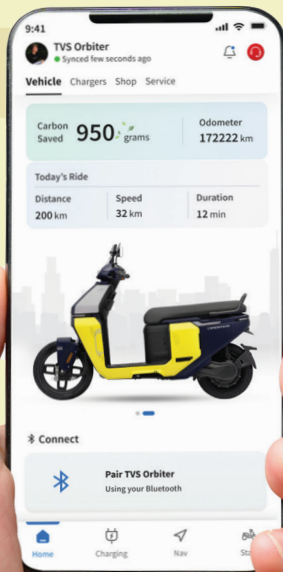 9:41
TVS Orbiter
Synced few seconds ago
Vehicle Chargers Shop Service
Carbon Saved 950 grams
Odometer
172222 km
Today's Ride
Distance Speed Duration
200 km 32 km 12 min
Connect
Pair TVS Orbiter
Using your Bluetooth
Home Charging Nav